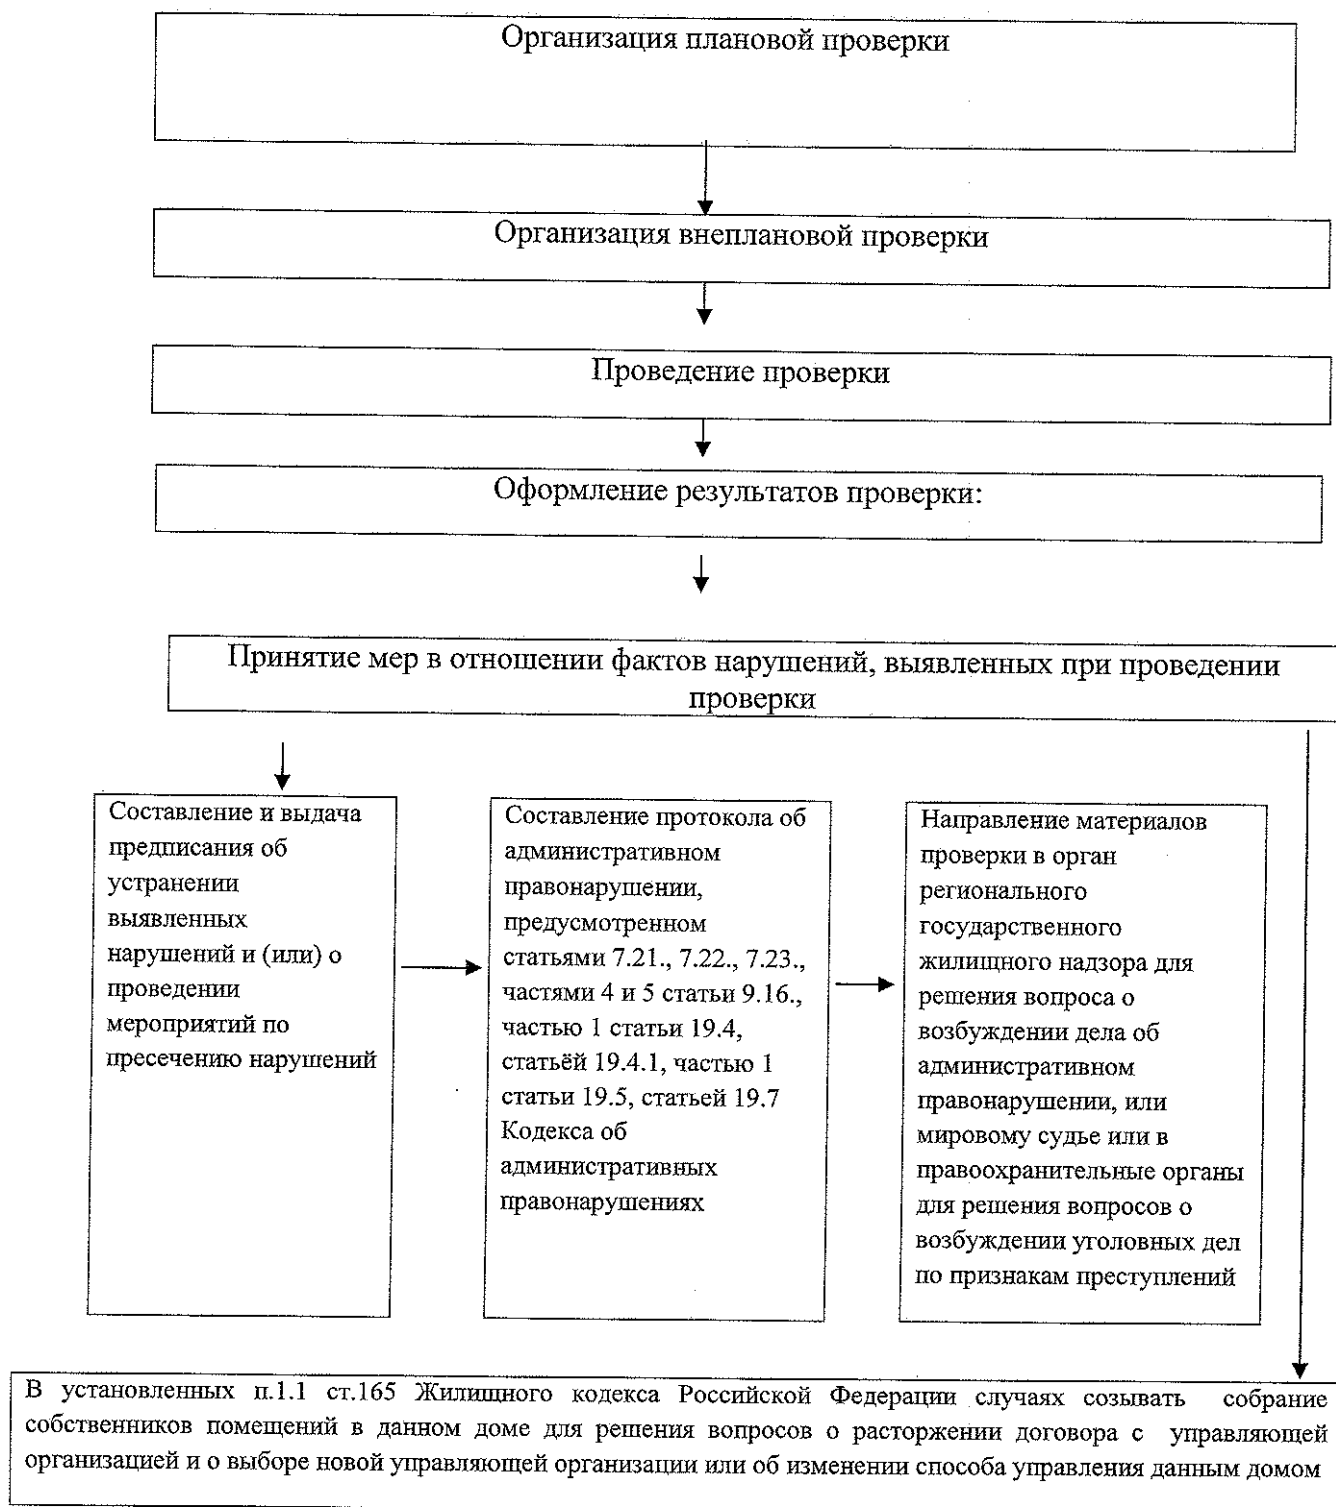 Организация плановой проверки
Организация внеплановой проверки
Проведение проверки
Оформление результатов проверки:
Принятие мер в отношении фактов нарушений, выявленных при проведении
проверки
Составление и выдача
предписания об
устранении
выявленных
нарушений и (или) о
проведении
мероприятий по
пресечению нарушений
Составление протокола об
административном
правонарушении,
предусмотренном
статьями 7.21., 7.22., 7.23.,
частями 4 и 5 статьи 9.16.,
частью 1 статьи 19.4,
статьёй 19.4.1, частью 1
статьи 19.5, статьей 19.7
Кодекса об
административных
правонарушениях
Направление материалов
проверки в орган
регионального
государственного
жилищного надзора для
решения вопроса о
возбуждении дела об
административном
правонарушении, или
мировому судье или в
правоохранительные органы
для решения вопросов о
возбуждении уголовных дел
по признакам преступлений
В установленных п.1.1 ст.165 Жилищного кодекса Российской Федерации случаях созывать собрание
собственников помещений в данном доме для решения вопросов о расторжении договора с управляющей
организацией и о выборе новой управляющей организации или об изменении способа управления данным домом